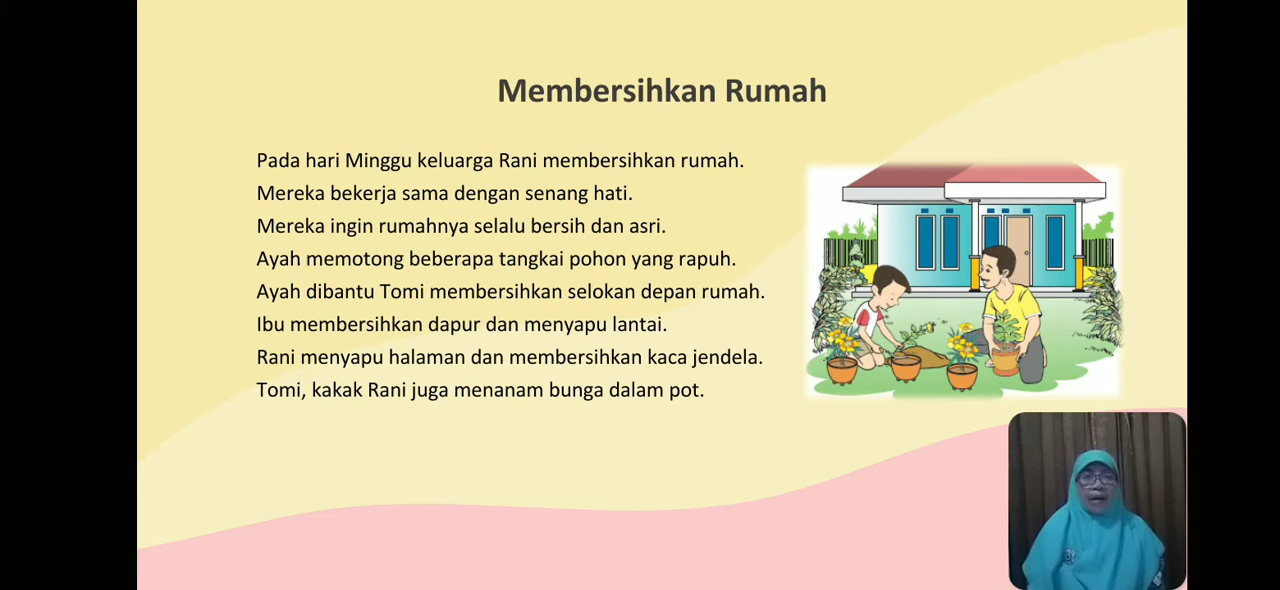 Membersihkan Rumah
Pada hari Minggu keluarga Rani membersihkan rumah.
Mereka bekerja sama dengan senang hati.
Mereka ingin rumahnya selalu bersih dan asri.
Ayah memotong beberapa tangkai pohon yang rapuh.
Ayah dibantu Tomi membersihkan selokan depan rumah.
Ibu membersihkan dapur dan menyapu lantai.
Rani menyapu halaman dan membersihkan kaca jendela.
Tomi, kakak Rani juga menanam bunga dalam pot.